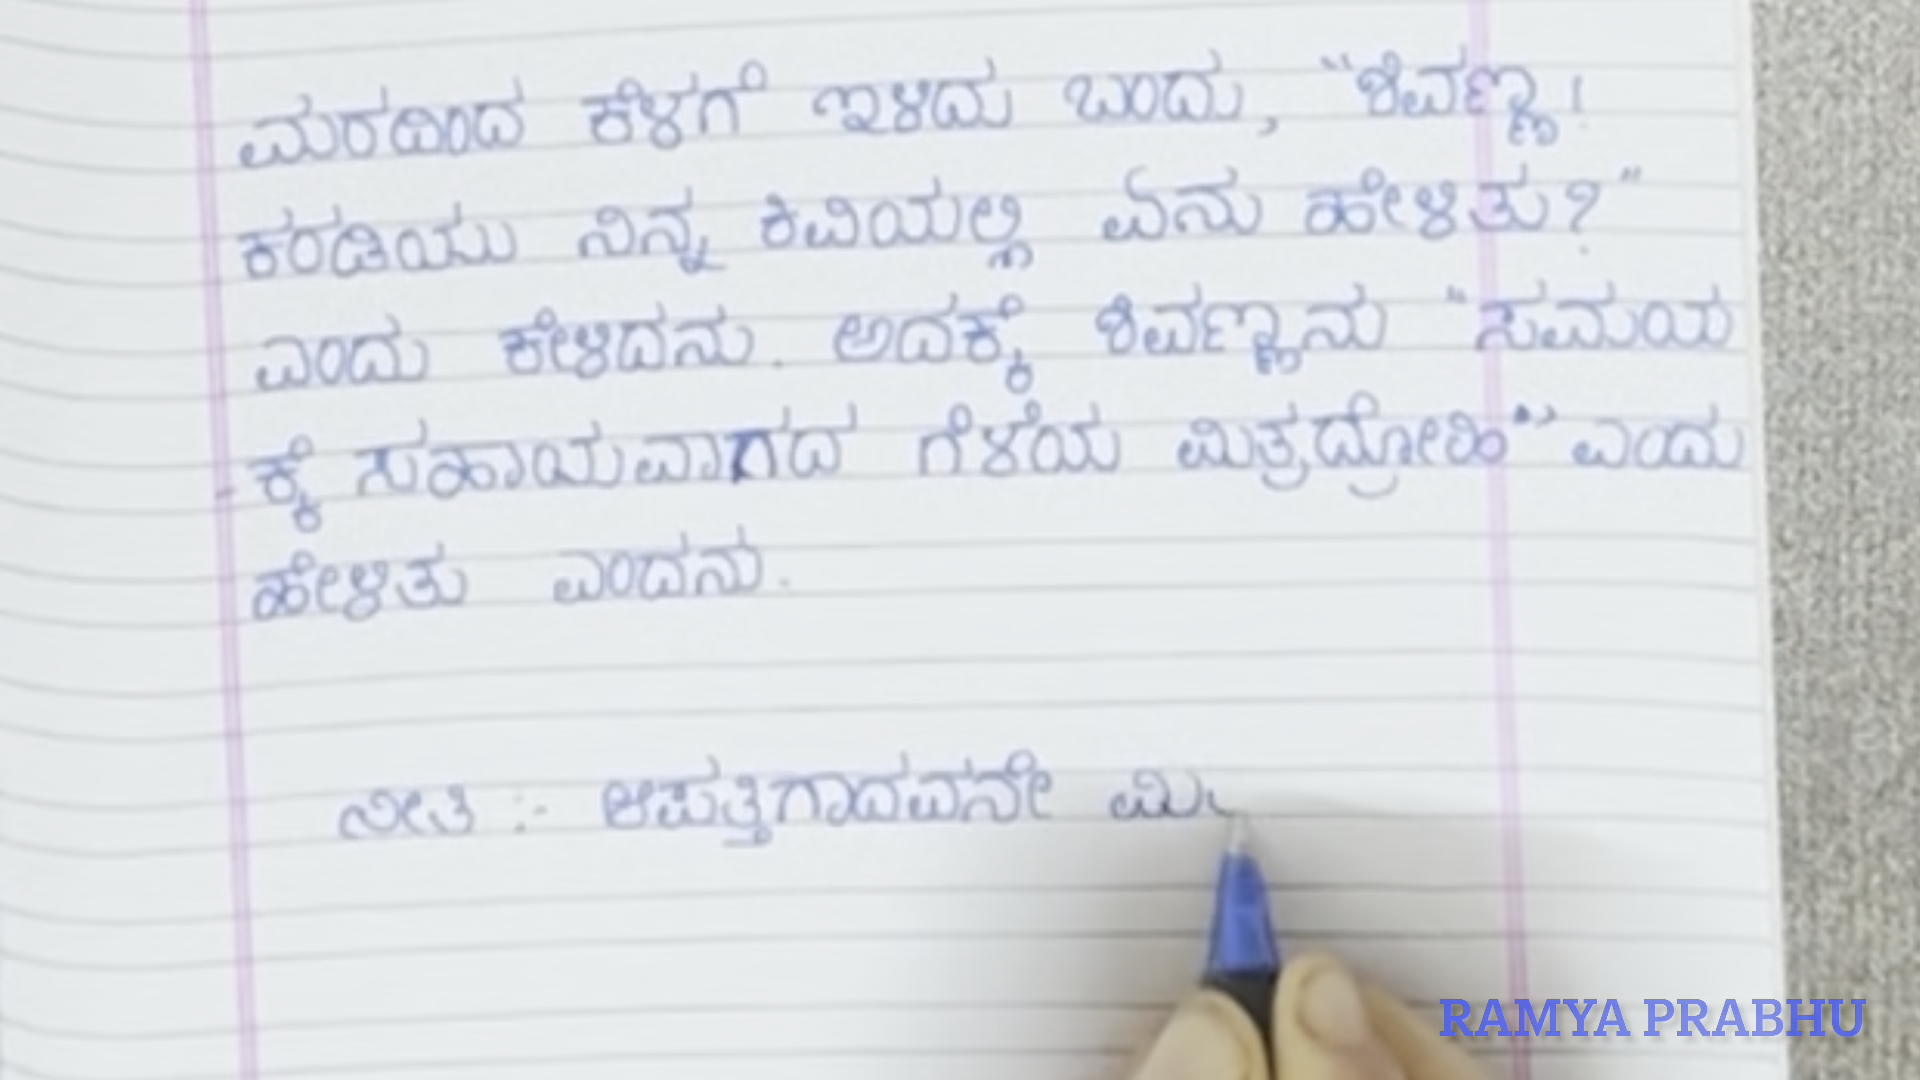 ಮರದಿಂದ ಕೆಳಗೆ ಇಳಿದು ಬಂದು, "ಶಿವಣ್ಣಾ!
ಕರಡಿಯು ನಿನ್ನ ಕಿವಿಯಲ್ಲಿ ಏನು ಹೇಳಿತು?"
ಎಂದು ಕೇಳಿದನು. ಅದಕ್ಕೆ ಶಿವಣ್ಣನು "ಸಮಯ
-ಕ್ಕೆ ಸಹಾಯವಾಗದ ಗೆಳೆಯ ಮಿತ್ರದ್ರೋಹಿ" ಎಂದು
ಹೇಳಿತು ಎಂದನು.
ನೀತಿ :- ಆಪತ್ತಿಗಾದವನೇ ಮಿ
RAMYA PRABHU